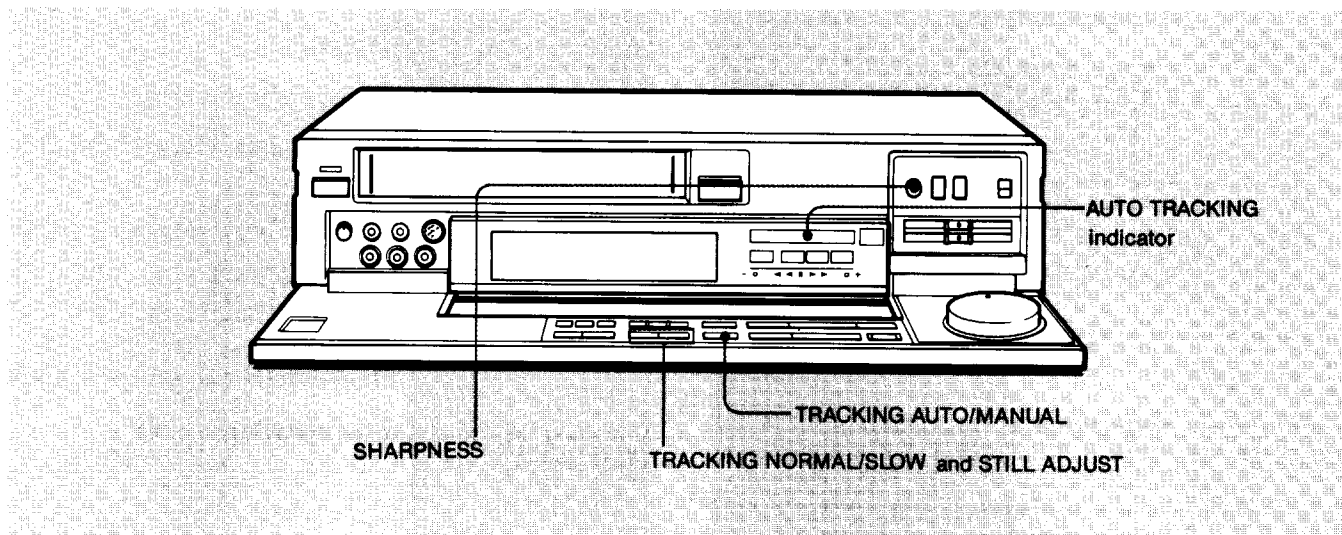 AUTO TRACKING
indicator
TRACKING AUTO/MANUAL
SHARPNESS
TRACKING NORMAL/SLOW and STILL ADJUST